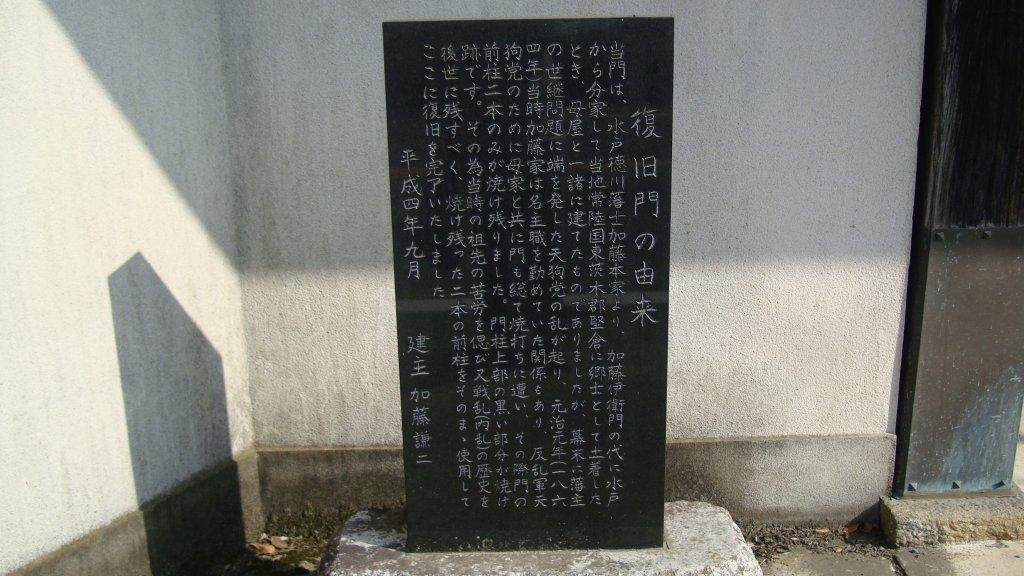 復旧門の由来
当門は、水戸徳川藩士加藤本家より、加藤伊衛門の代に水戸
から分家して当地常陸国東茨木郡堅倉に郷士として土着した
とき、母屋と一諸に建てたものでありましたが、幕末に藩主
の世継問題に端を発した天狗党の乱が起り、元治元年(一八六
四年)当時加藤家は名主職を勤めていた関係もあり、反乱軍天
狗党のために母家と共に門も総て焼打ちに遭い、その際門の
前柱二本のみが焼け残りました。門柱上部の黒い部分が焼け
跡です。その為当時の祖先の苦労を偲び又戦乱内乱の歴史を
後世に残すべく、焼け残った二本の前柱をそのまゝ使用して
ここに復旧を完了いたしました
平成四年九月 建主 加藤謙二